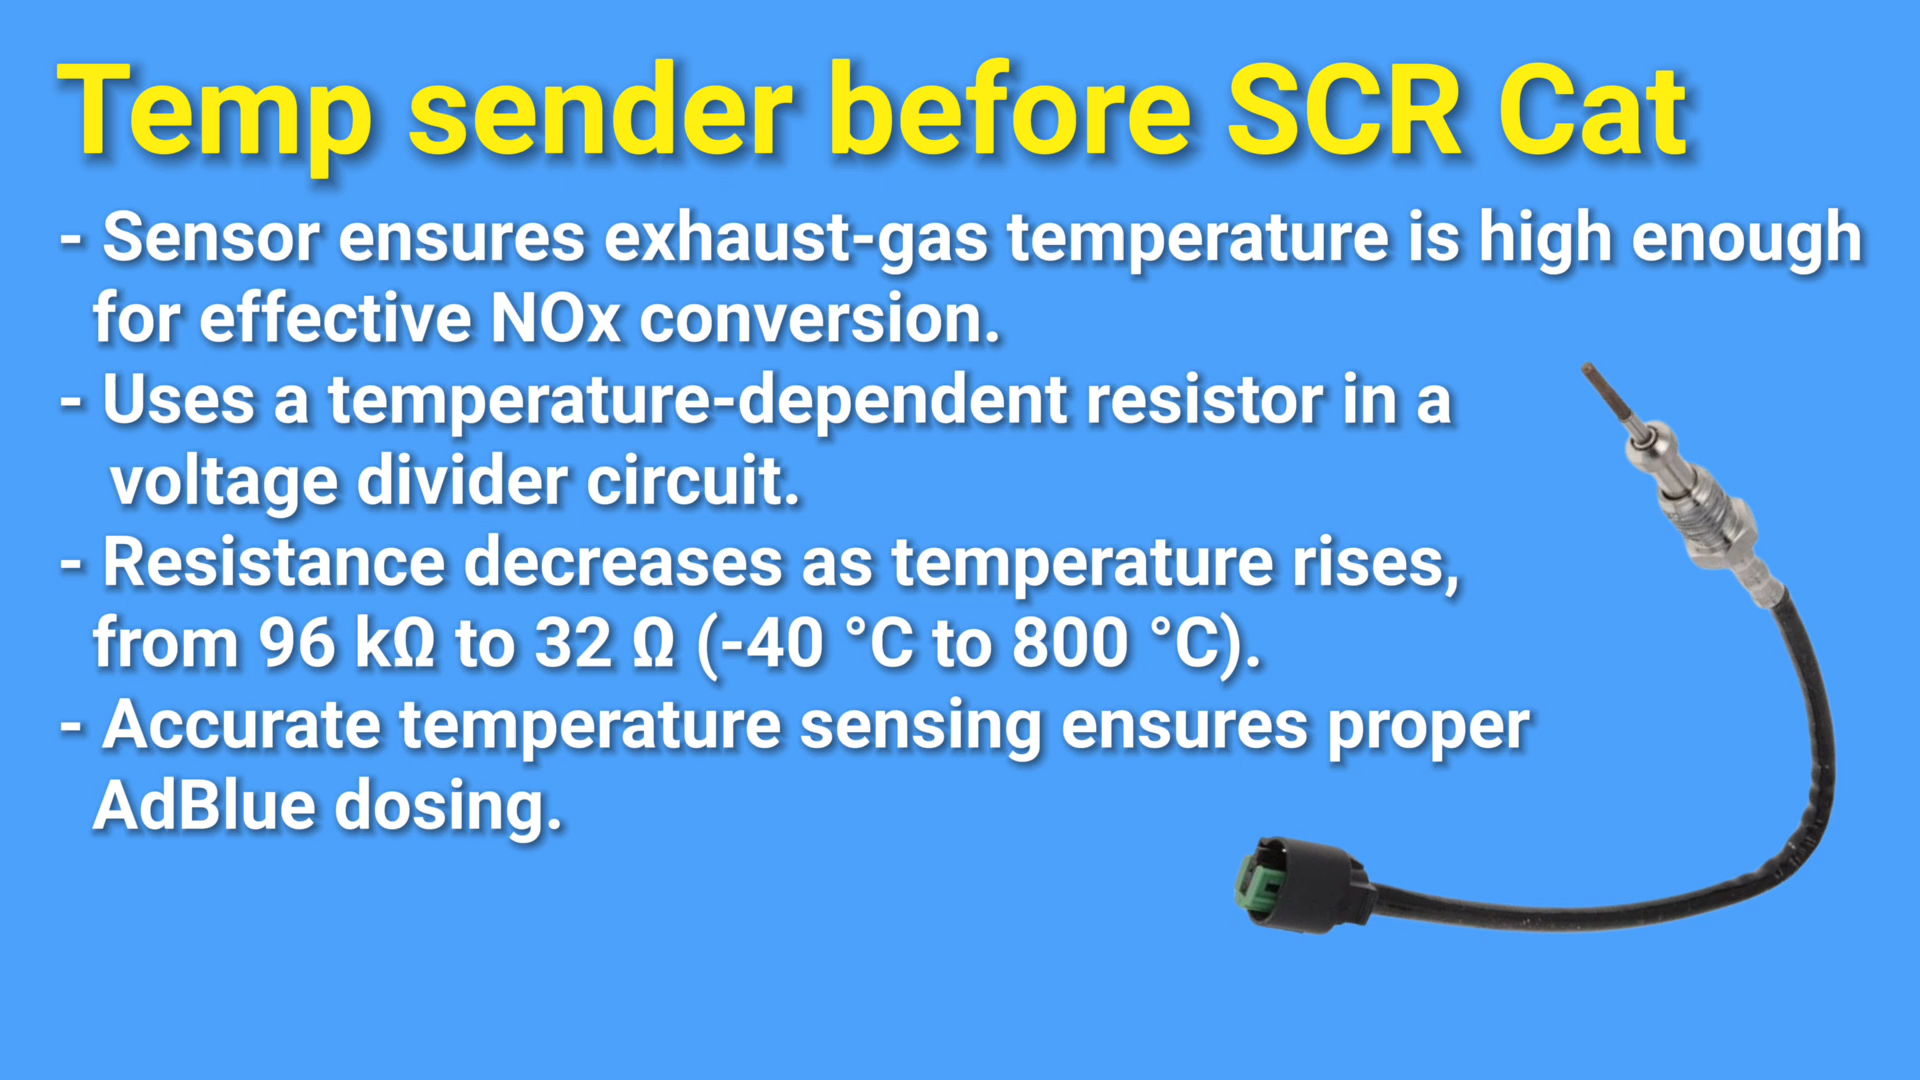 Temp sender before SCR Cat
- Sensor ensures exhaust-gas temperature is high enough
for effective NOx conversion.
- Uses a temperature-dependent resistor in a
voltage divider circuit.
- Resistance decreases as temperature rises,
from 96 kΩ to 32 Ω (-40 °C to 800 °C).
- Accurate temperature sensing ensures proper
AdBlue dosing.